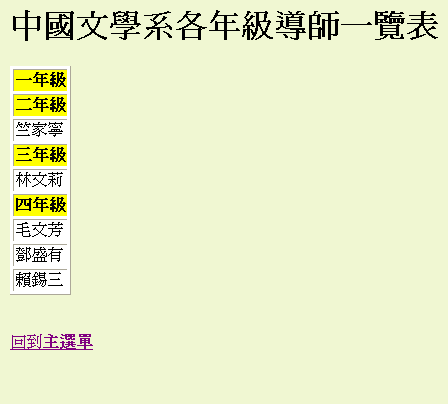 中國文學系各年級導師一覽表
一年級
二年級
竺家寧
三年級
林文莉
四年級
毛文芳
鄧盛有
賴錫三
回到主選單